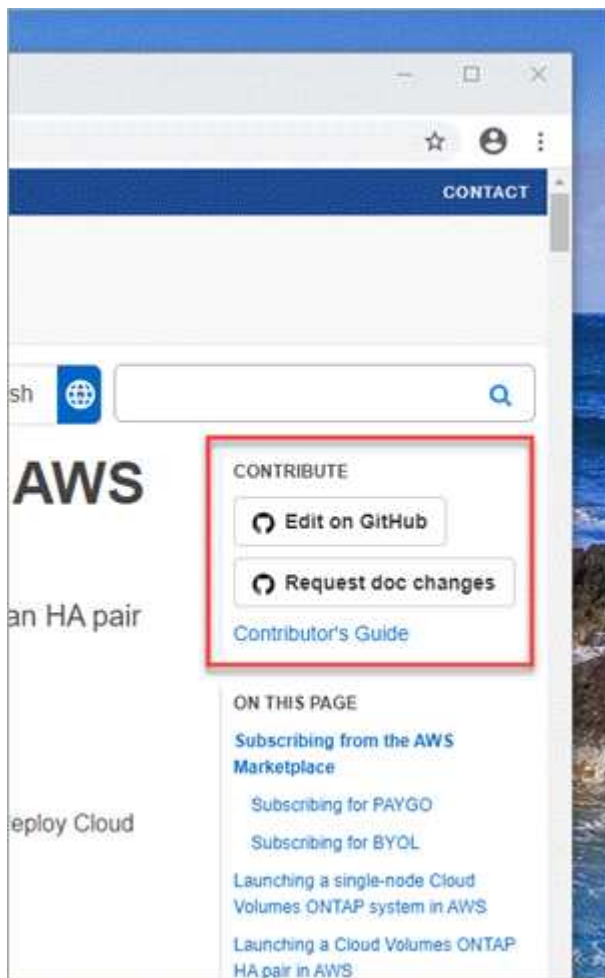 CONTACT
sh
AWS
CONTRIBUTE
Edit on GitHub
Request doc changes
an HA pair
Contributor's Guide
ON THIS PAGE
Subscribing from the AWS
Marketplace
Subscribing for PAYGO
eploy Cloud
Subscribing for BYOL
Launching a single-node Cloud
Volumes ONTAP system in AWS
Launching a Cloud Volumes ONTAP
HA pair in AWS